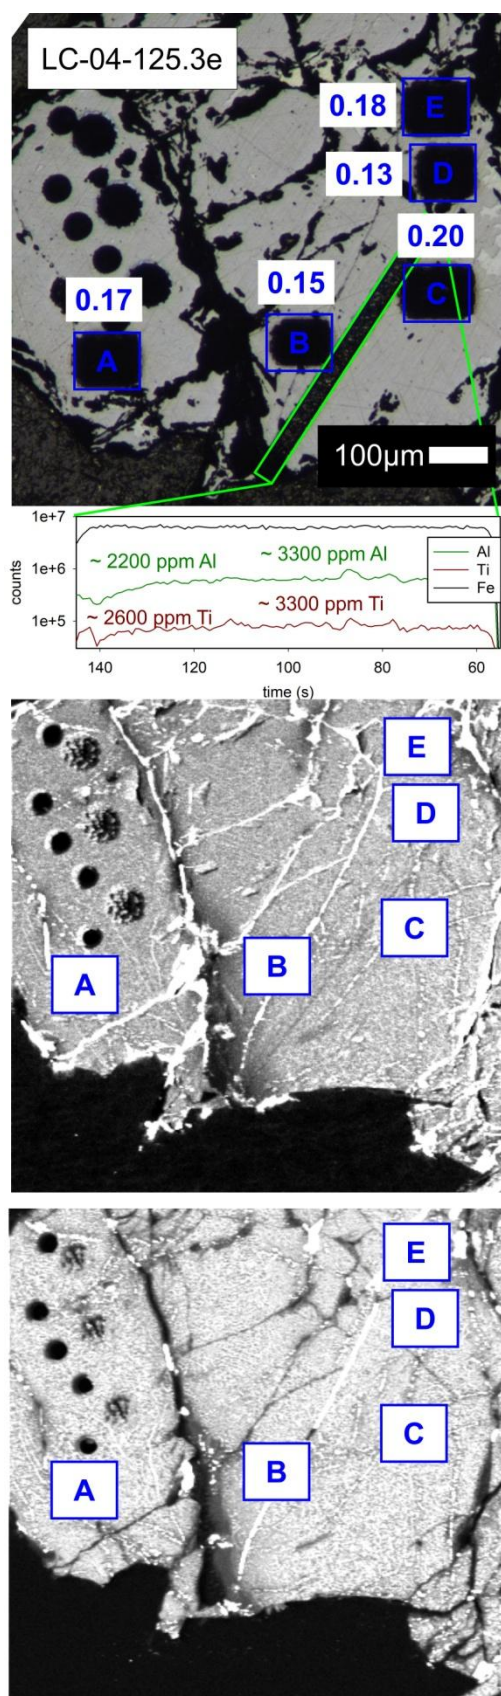 LC-04-125.3e
E
0.18
D
0.13
0.20
C
0.17
0.15
A
B
100µm
1e+7
1e+6
1e+5
counts
~ 2200 ppm Al
~ 3300 ppm Al
~ 2600 ppm Ti
~ 3300 ppm Ti
Al
Ti
Fe
140
120
100
80
60
time (s)
E
D
C
B
A
E
D
C
B
A